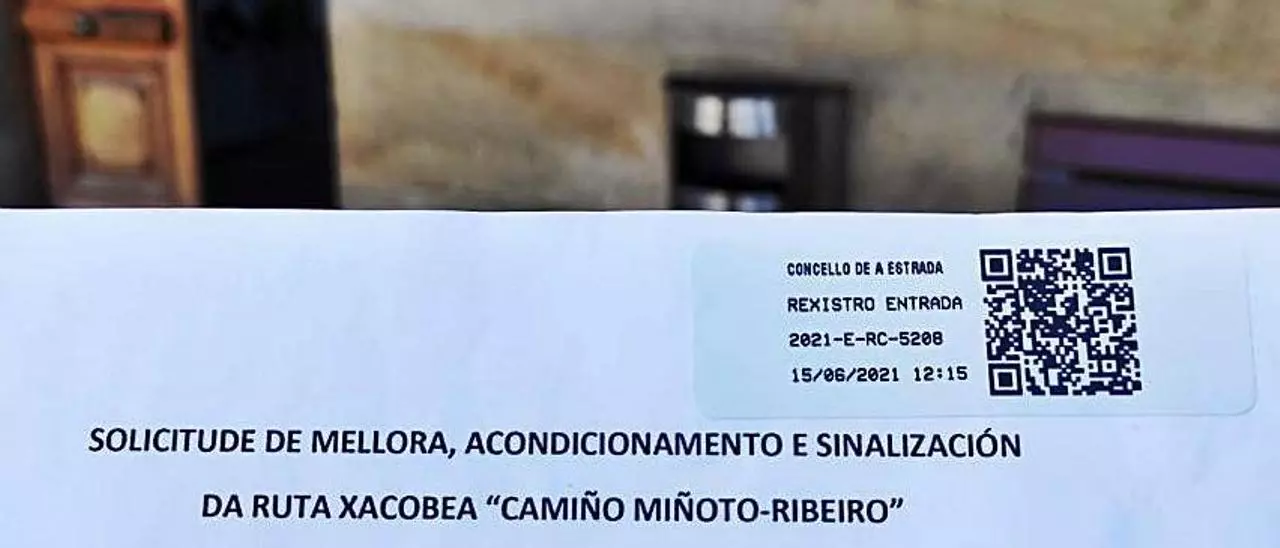 CONCELLO DE A ESTRADA
REXISTRO ENTRADA
2021-E-RC-5208
15/06/2021 12:15
SOLICITUDE DE MELLORA, ACONDICIONAMENTO E SINALIZACIÓN
DA RUTA XACOBEA “CAMIÑO MIÑOTO-RIBEIRO”